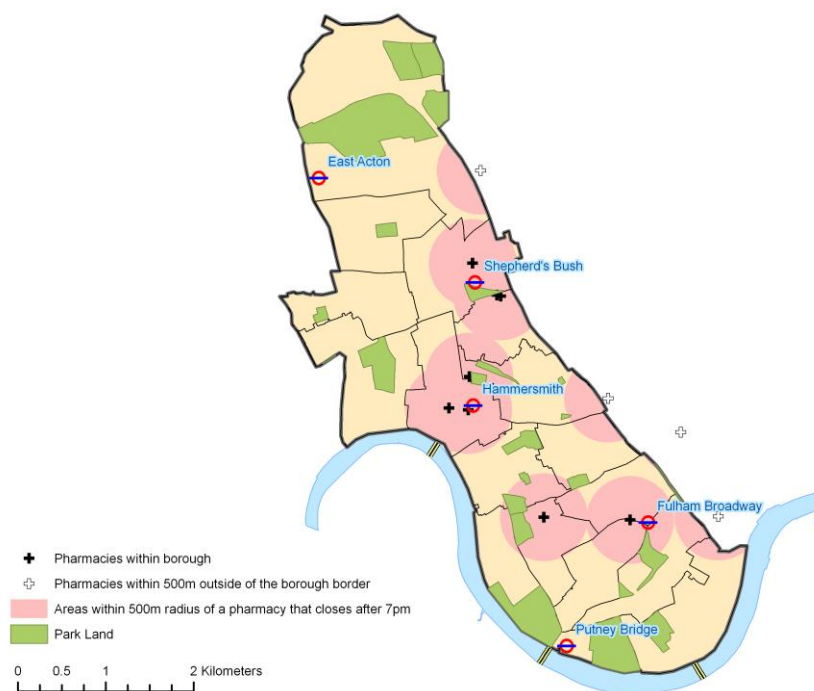 East Acton
Shepherd's Bush
Hammersmith
Fulham Broadway
Pharmacies within borough
Pharmacies within 500m outside of the borough border
Areas within 500m radius of a pharmacy that closes after 7pm
Park Land
Putney Bridge
0 0.5 1 2 Kilometers